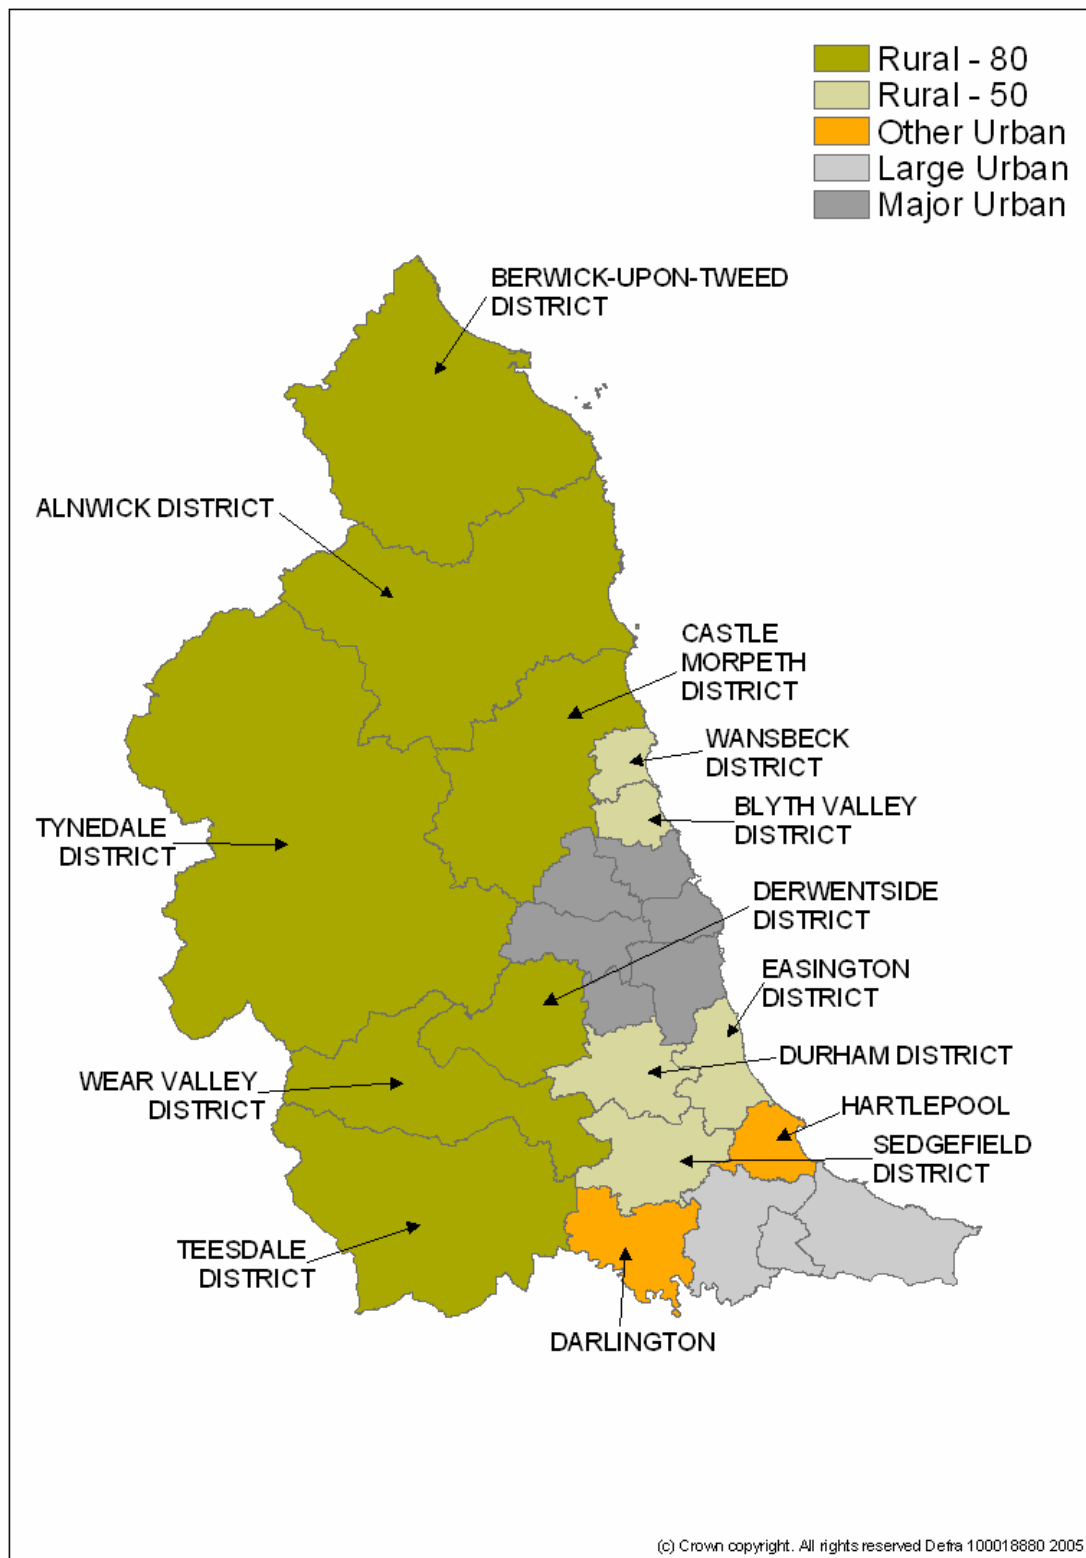 Rural - 80
Rural - 50
Other Urban
Large Urban
Major Urban
BERWICK-UPON-TWEED
DISTRICT
ALNWICK DISTRICT
CASTLE
MORPETH
DISTRICT
WANSBECK
DISTRICT
BLYTH VALLEY
DISTRICT
TYNEDALE
DISTRICT
DERWENTSIDE
DISTRICT
EASINGTON
DISTRICT
DURHAM DISTRICT
WEAR VALLEY
DISTRICT
HARTLEPOOL
SEDGEFIELD
DISTRICT
TEESDALE
DISTRICT
DARLINGTON
(c) Crown copyright. All rights reserved Defra 100018880 2005